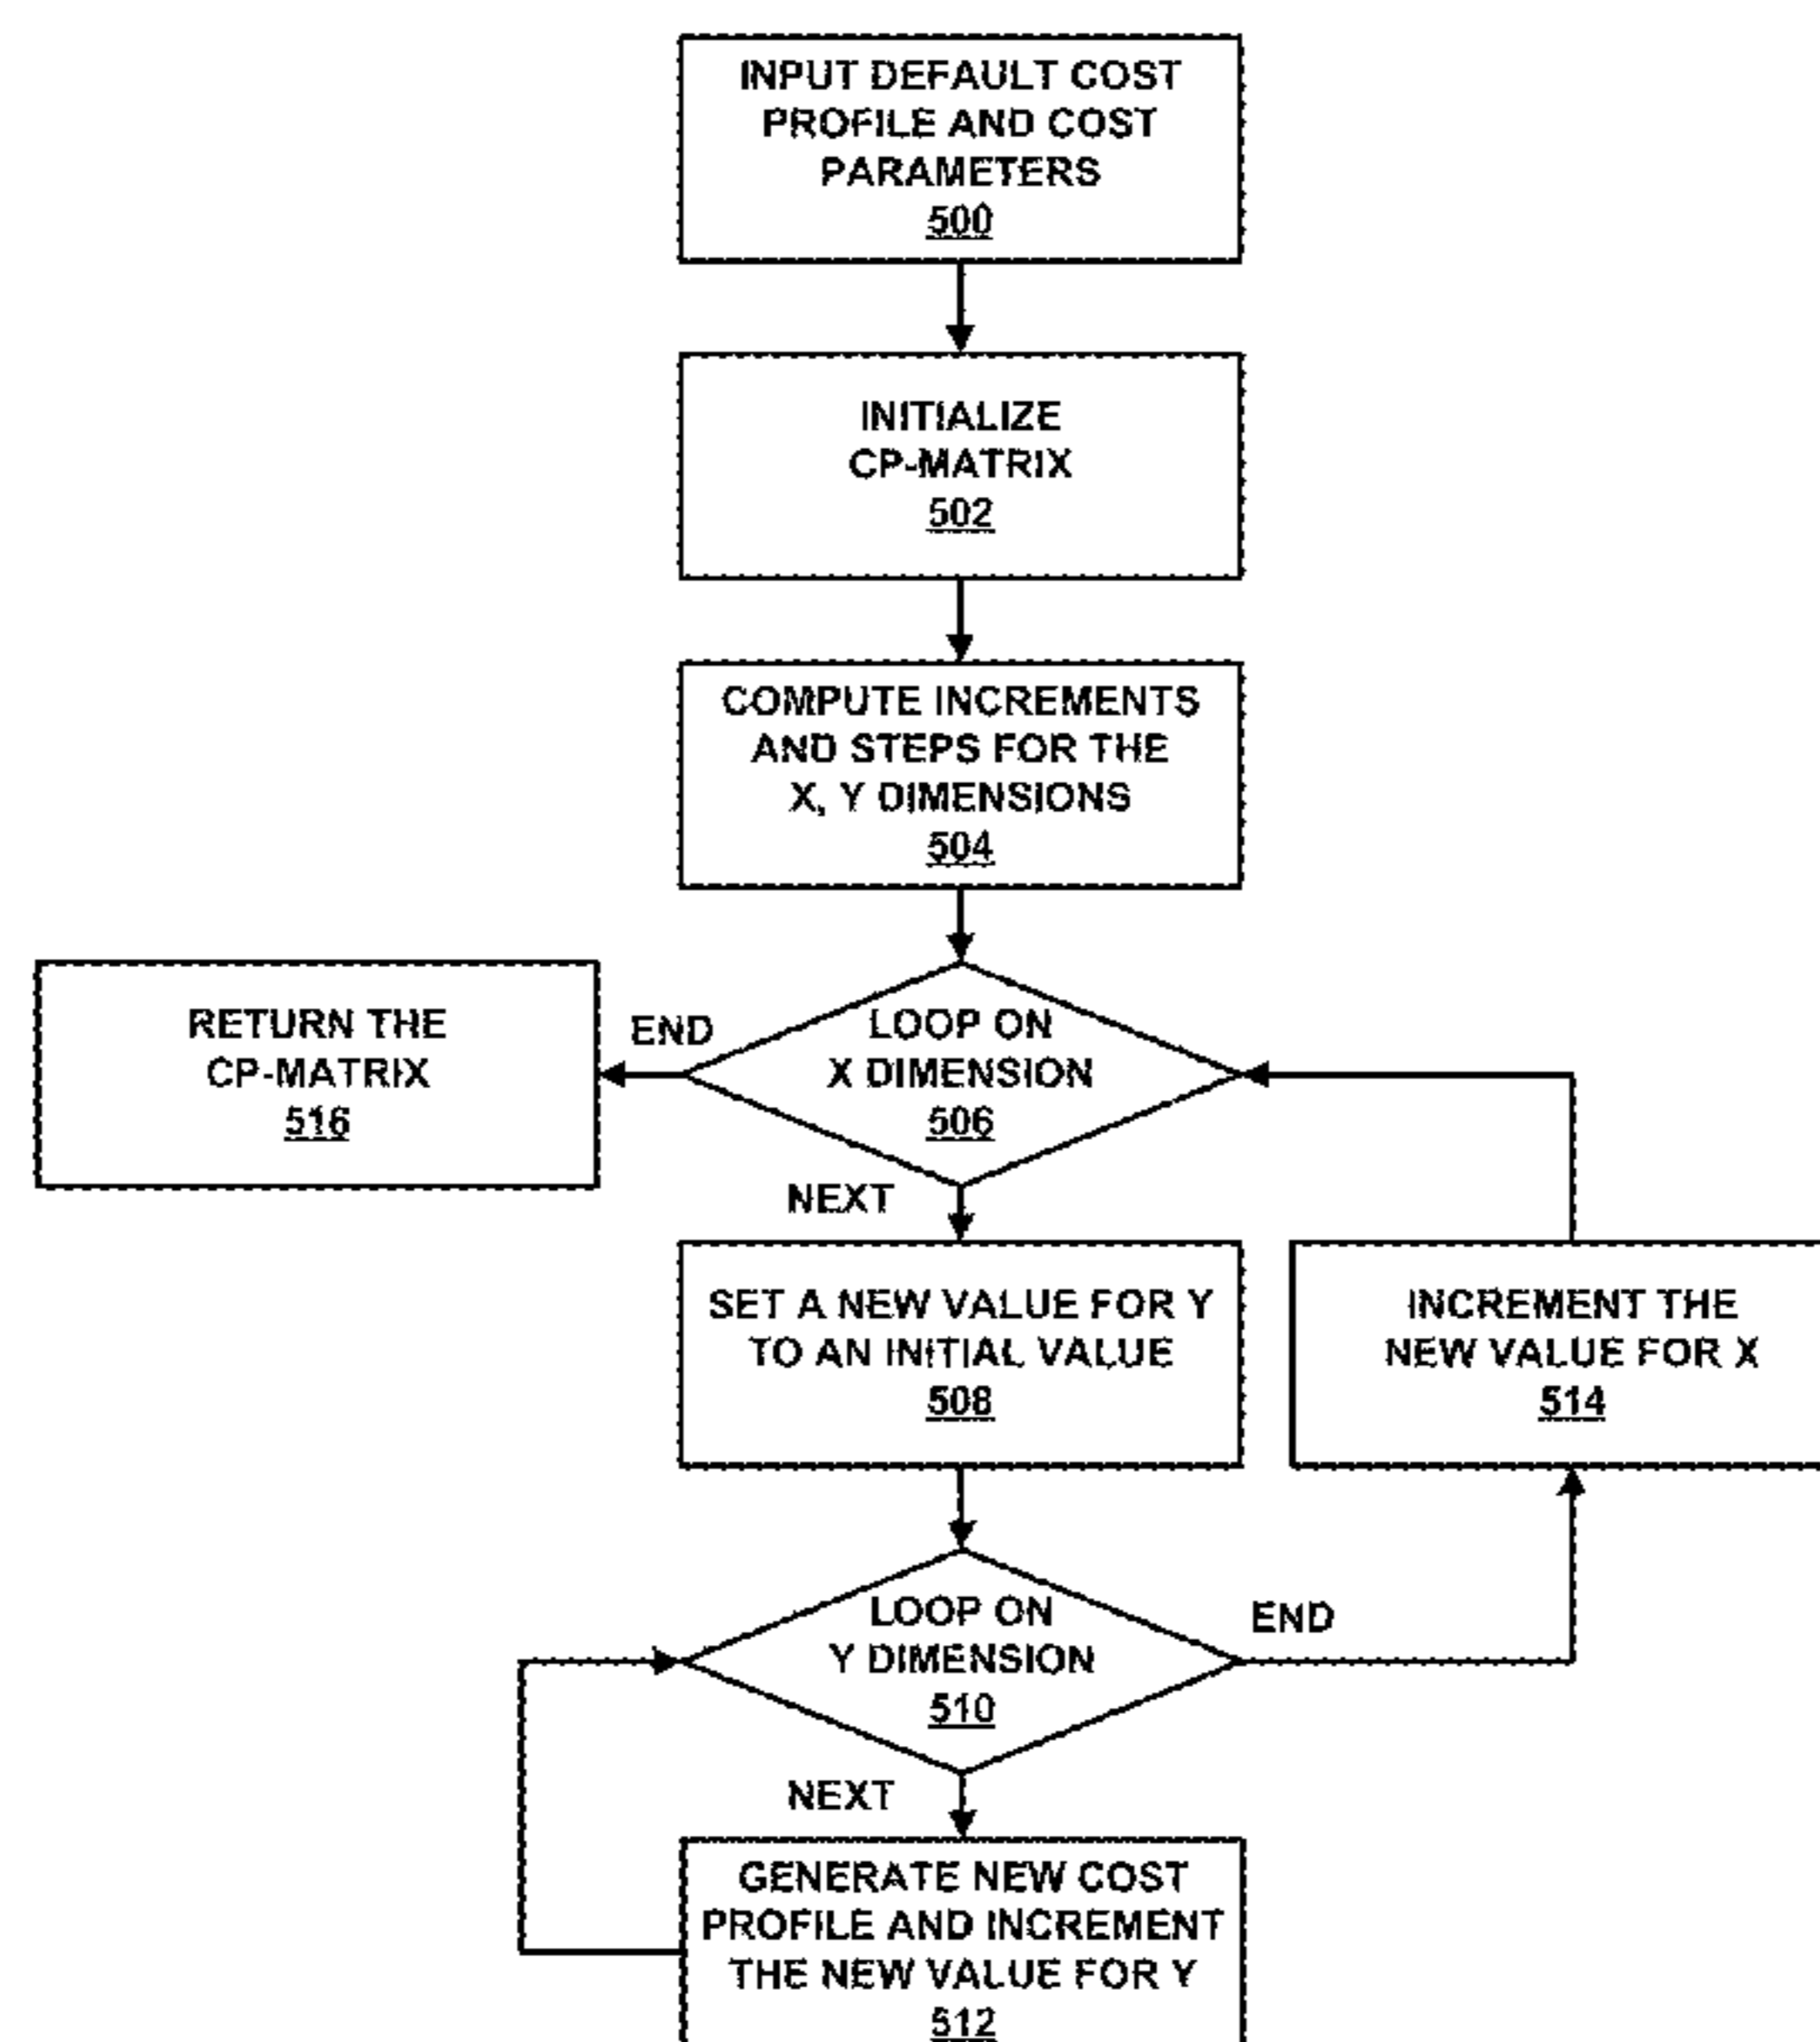 INPUT DEFAULT COST
PROFILE AND COST
PARAMETERS
500
INITIALIZE
CP-MATRIX
502
COMPUTE INCREMENTS
AND STEPS FOR THE
X, Y DIMENSIONS
504
RETURN THE
CP-MATRIX
516
END
LOOP ON
X DIMENSION
506
NEXT
SET A NEW VALUE FOR Y
TO AN INITIAL VALUE
508
INCREMENT THE
NEW VALUE FOR X
514
LOOP ON
Y DIMENSION
510
END
NEXT
GENERATE NEW COST
PROFILE AND INCREMENT
THE NEW VALUE FOR Y
512